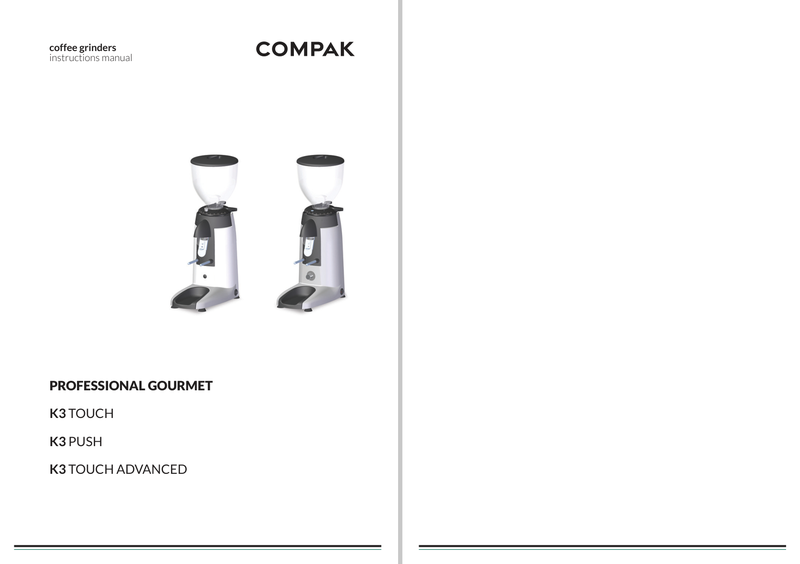 coffee grinders
instructions manual
COMPAK
PROFESSIONAL GOURMET
K3 TOUCH
K3 PUSH
K3 TOUCH ADVANCED